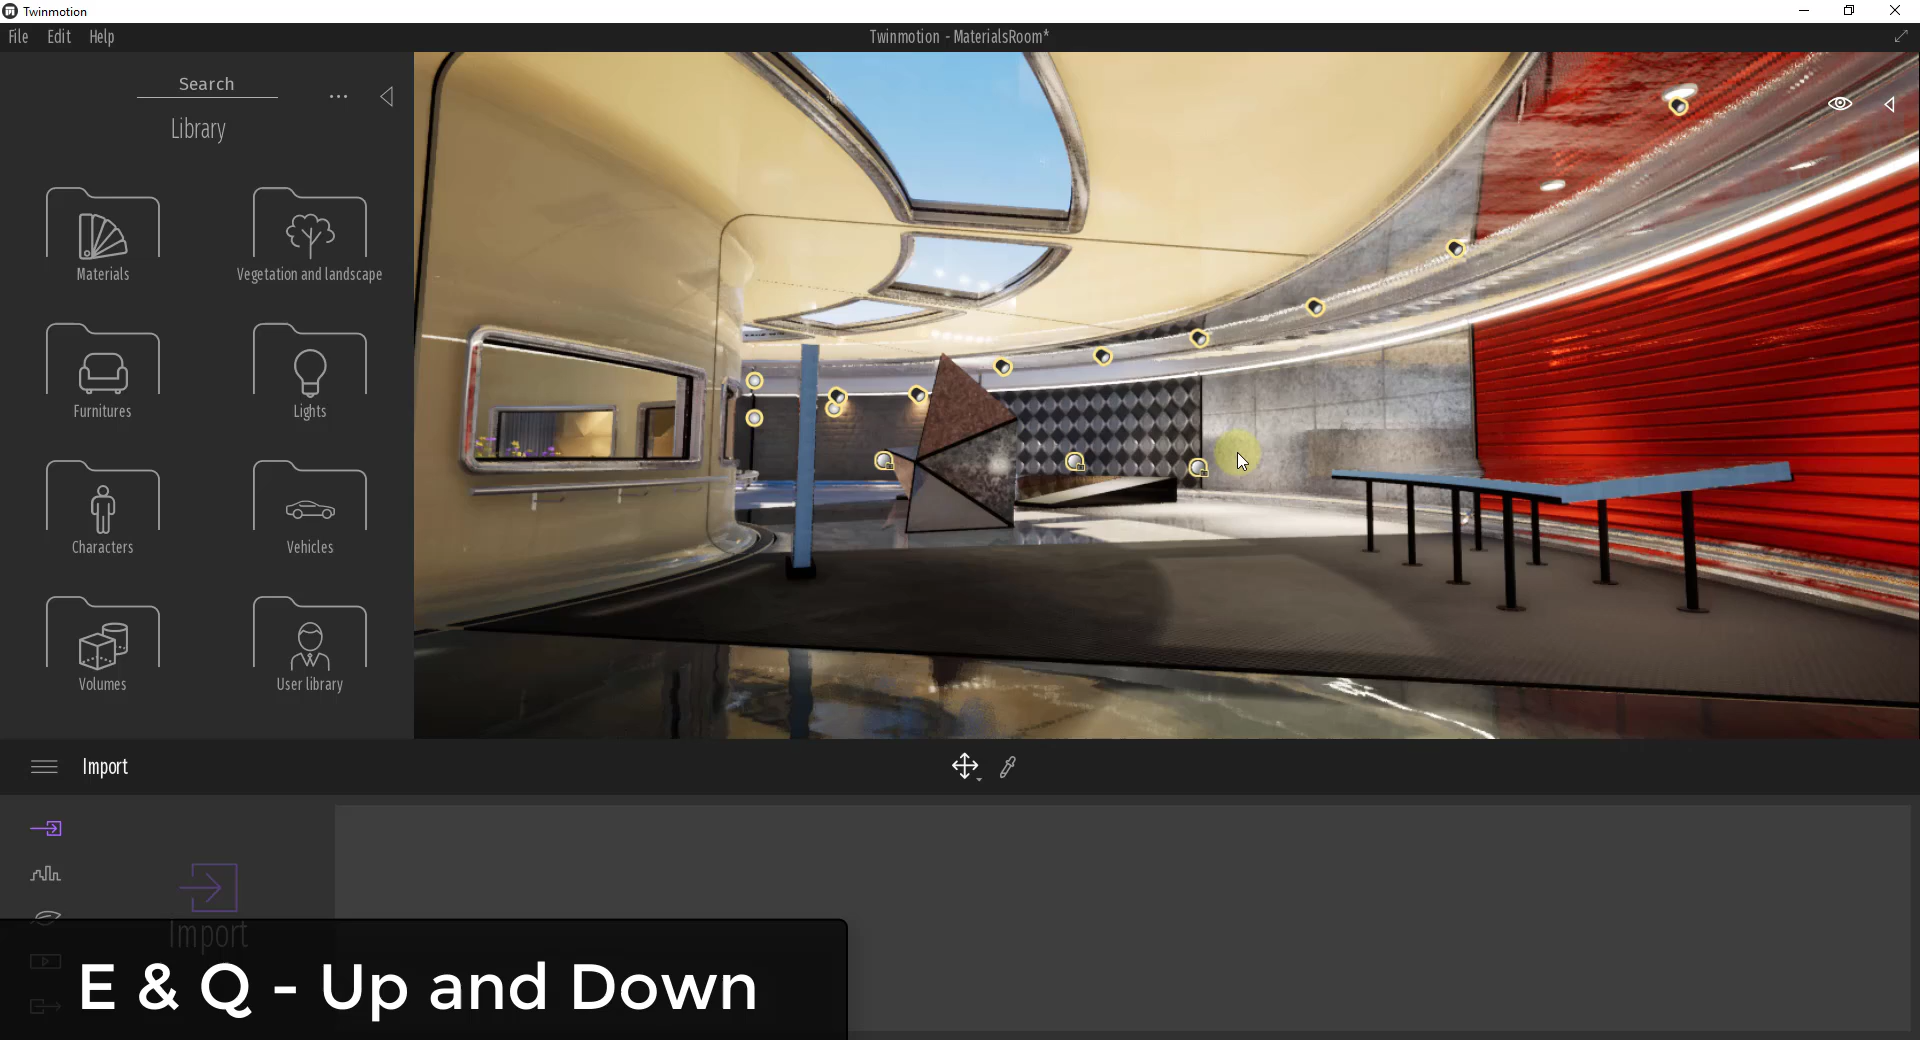 Twinmotion
File Edit Help
Twinmotion - MaterialsRoom*
Search
Library
Materials
Vegetation and landscape
Furnitures
Lights
Characters
Vehicles
Volumes
User library
Import
Import
E & Q - Up and Down